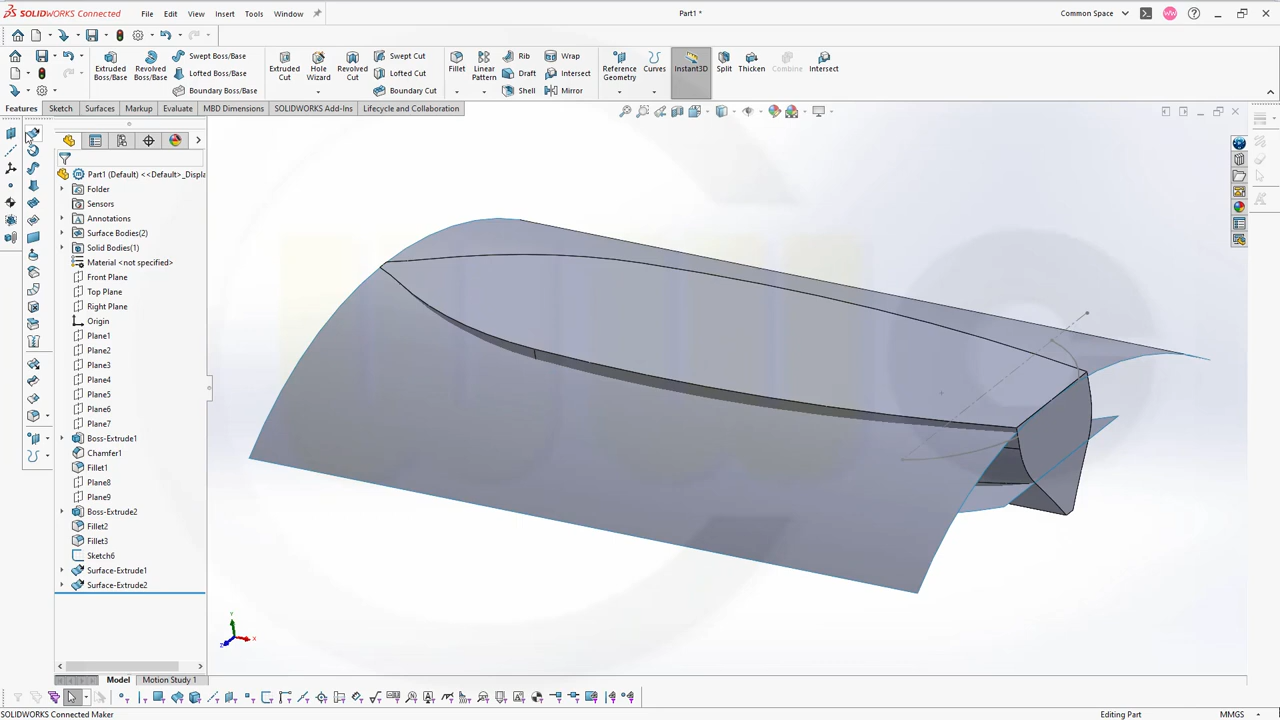 SOLIDWORKS Connected
File
Edit
View
Insert
Tools
Window
Part1 *
Common Space
WW
Extruded Boss/Base
Revolved Boss/Base
Swept Boss/Base
Lofted Boss/Base
Boundary Boss/Base
Extruded Cut
Hole Wizard
Revolved Cut
Swept Cut
Lofted Cut
Boundary Cut
Fillet
Linear Pattern
Rib
Draft
Shell
Wrap
Intersect
Mirror
Reference Geometry
Curves
Instant3D
Split
Thicken
Combine
Intersect
Features
Sketch
Surfaces
Markup
Evaluate
MBD Dimensions
SOLIDWORKS Add-Ins
Lifecycle and Collaboration
Part1 (Default) <<Default>_Displa
Folder
Sensors
Annotations
Surface Bodies(2)
Solid Bodies(1)
Material <not specified>
Front Plane
Top Plane
Right Plane
Origin
Plane1
Plane2
Plane3
Plane4
Plane5
Plane6
Plane7
Boss-Extrude1
Chamfer1
Fillet1
Plane8
Plane9
Boss-Extrude2
Fillet2
Fillet3
Sketch6
Surface-Extrude1
Surface-Extrude2
Y
X
Z
Model
Motion Study 1
SOLIDWORKS Connected Maker
Editing Part
MMGS